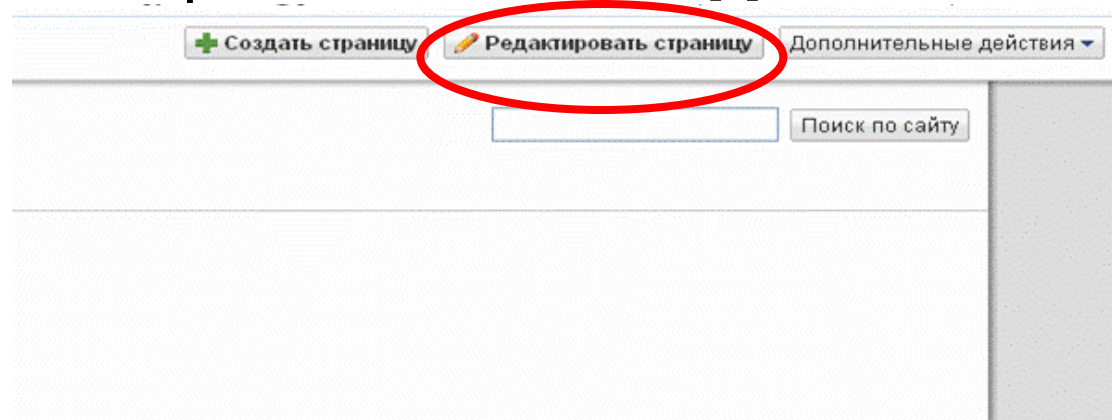 Создать страницу Редактировать страницу Дополнительные действия
Поиск по сайту